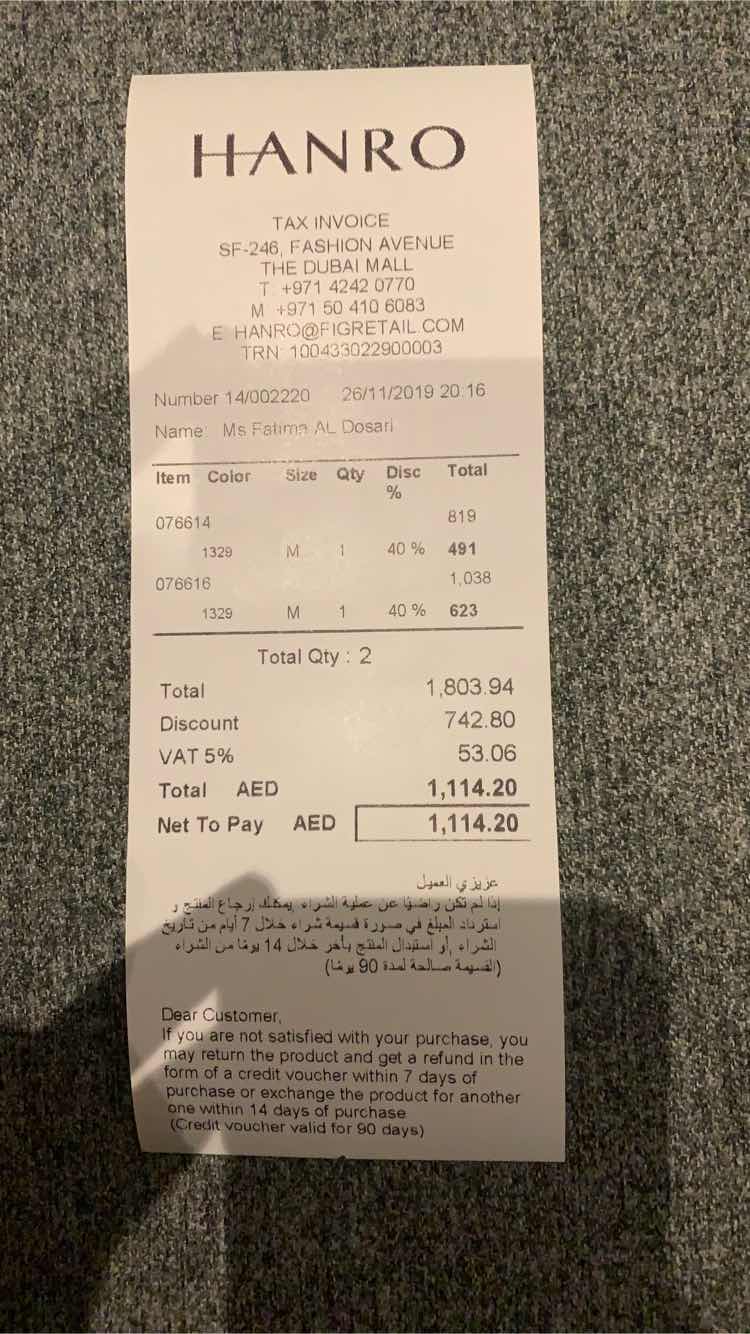 HANRO
TAX INVOICE
SF-246, FASHION AVENUE
THE DUBAI MALL
T +971 4242 0770
M +971 50 410 6083
E HANRO@FIGRETAIL.COM
TRN: 100433022900003
Number 14/002220 26/11/2019 20:16
Name: Ms Fatima AL Dosari
Item Color Size Qty Disc % Total
076614 819
1329 M 1 40 % 491
076616 1,038
1329 M 1 40 % 623
Total Qty : 2
Total 1,803.94
Discount 742.80
VAT 5% 53.06
Total AED 1,114.20
Net To Pay AED 1,114.20
عزيزي العميل
إذا لم تكن راضيًا عن عملية الشراء يمكنك إرجاع المنتج و
استرداد المبلغ في صورة قسيمة شراء خلال 7 أيام من تاريخ
الشراء ,أو استبدال المنتج بآخر خلال 14 يومًا من الشراء
(القسيمة صالحة لمدة 90 يومًا)
Dear Customer,
If you are not satisfied with your purchase, you
may return the product and get a refund in the
form of a credit voucher within 7 days of
purchase or exchange the product for another
one within 14 days of purchase
(Credit voucher valid for 90 days)